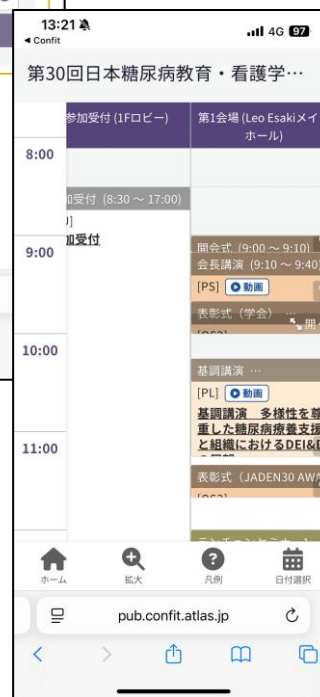 13:21
4G 97
◀ Confit
第30回日本糖尿病教育・看護学…
参加受付 (1Fロビー)
第1会場 (Leo Esakiメイ
ホール)
8:00
受付 (8:30 ～ 17:00)
加受付
9:00
開会式 (9:00 ～ 9:10)
会長講演 (9:10 ～ 9:40)
[PS] 動画
表彰式（学会） …
開
10:00
基調講演 …
[PL] 動画
基調講演 多様性を尊
重した糖尿病療養支援
と組織におけるDEI&
11:00
表彰式（JADEN30 AW
ホーム
拡大
凡例
日付選択
pub.confit.atlas.jp